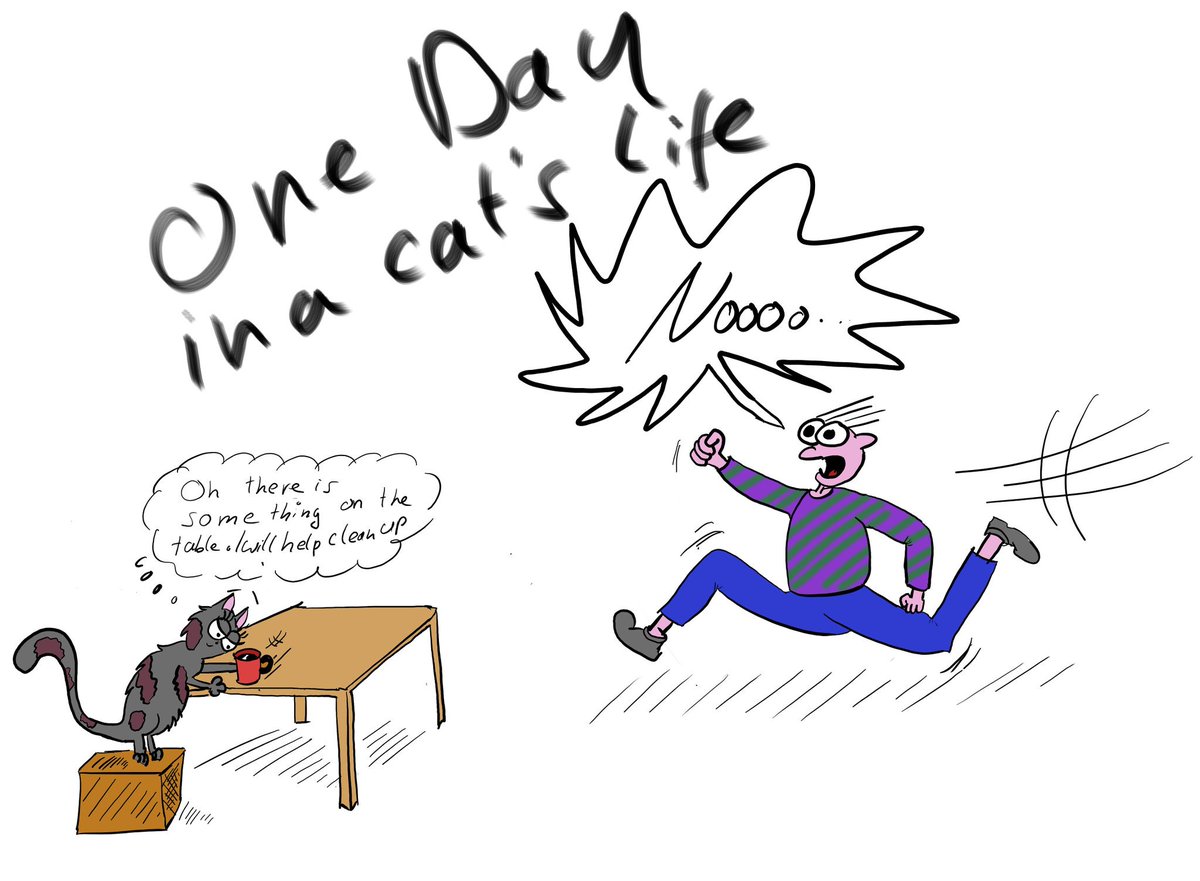 One Day
in a cat's life
Noooo...
Oh there is
some thing on the
table. I will help clean up